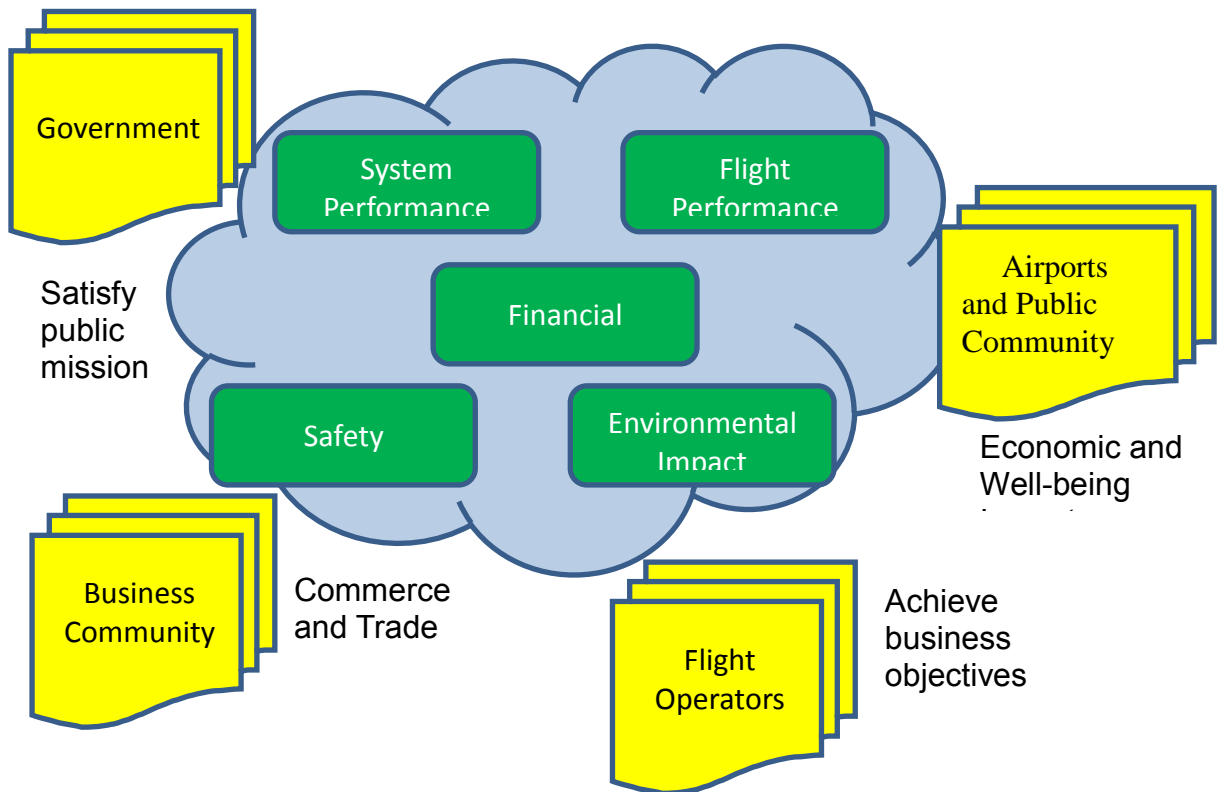 Government
System
Performance
Flight
Performance
Satisfy
public
mission
Financial
Airports
and Public
Community
Safety
Environmental
Impact
Economic and
Well-being
Business
Community
Commerce
and Trade
Flight
Operators
Achieve
business
objectives